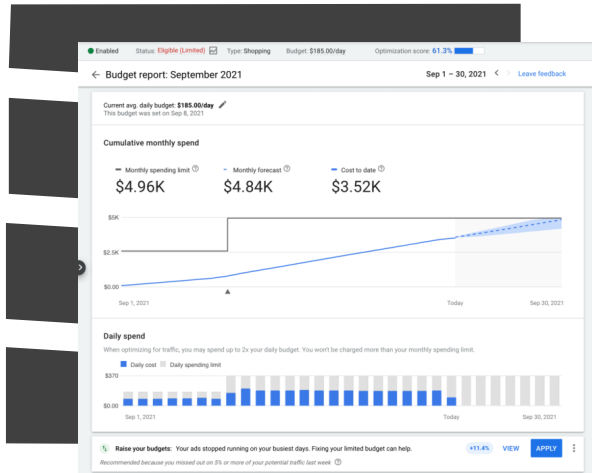 Enabled Status: Eligible (Limited) Type: Shopping Budget: $185.00/day Optimization score: 61.3%
Budget report: September 2021 Sep 1 – 30, 2021 Leave feedback
Current avg. daily budget: $185.00/day
This budget was set on Sep 8, 2021
Cumulative monthly spend
Monthly spending limit Monthly forecast Cost to date
$4.96K $4.84K $3.52K
$5K
$2.5K
$0.00
Sep 1, 2021 Today Sep 30, 2021
Daily spend
When optimizing for traffic, you may spend up to 2x your daily budget. You won't be charged more than your monthly spending limit.
Daily cost Daily spending limit
$370
$0.00
Sep 1, 2021 Today Sep 30, 2021
Raise your budgets: Your ads stopped running on your busiest days. Fixing your limited budget can help. +11.4% VIEW APPLY
Recommended because you missed out on 5% or more of your potential traffic last week